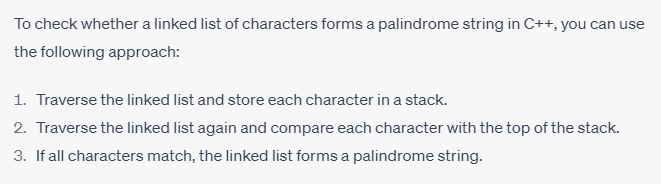 To check whether a linked list of characters forms a palindrome string in C++, you can use
the following approach:
1. Traverse the linked list and store each character in a stack.
2. Traverse the linked list again and compare each character with the top of the stack.
3. If all characters match, the linked list forms a palindrome string.